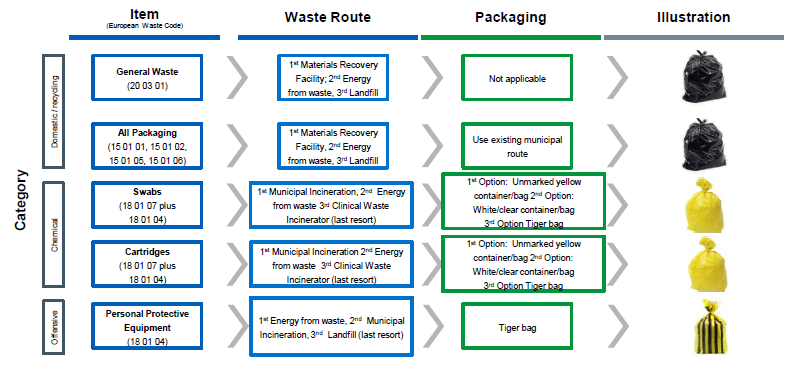 Item
(European Waste Code)
Waste Route
Packaging
Illustration
Category
Domestic / recycling
General Waste
(20 03 01)
1st Materials Recovery
Facility; 2nd Energy
from waste, 3rd Landfill
Not applicable
All Packaging
(15 01 01, 15 01 02,
15 01 05, 15 01 06)
1st Materials Recovery
Facility, 2nd Energy
from waste, 3rd Landfill
Use existing municipal
route
Chemical
Swabs
(18 01 07 plus
18 01 04)
1st Municipal Incineration, 2nd Energy
from waste 3rd Clinical Waste
Incinerator (last resort)
1st Option: Unmarked yellow
container/bag 2nd Option:
White/clear container/bag
3rd Option Tiger bag
Cartridges
(18 01 07 plus
18 01 04)
1st Municipal Incineration 2nd Energy
from waste 3rd Clinical Waste
Incinerator (last resort)
1st Option: Unmarked yellow
container/bag 2nd Option:
White/clear container/bag
3rd Option Tiger bag
Offensive
Personal Protective
Equipment
(18 01 04)
1st Energy from waste, 2nd Municipal
Incineration, 3rd Landfill (last resort)
Tiger bag